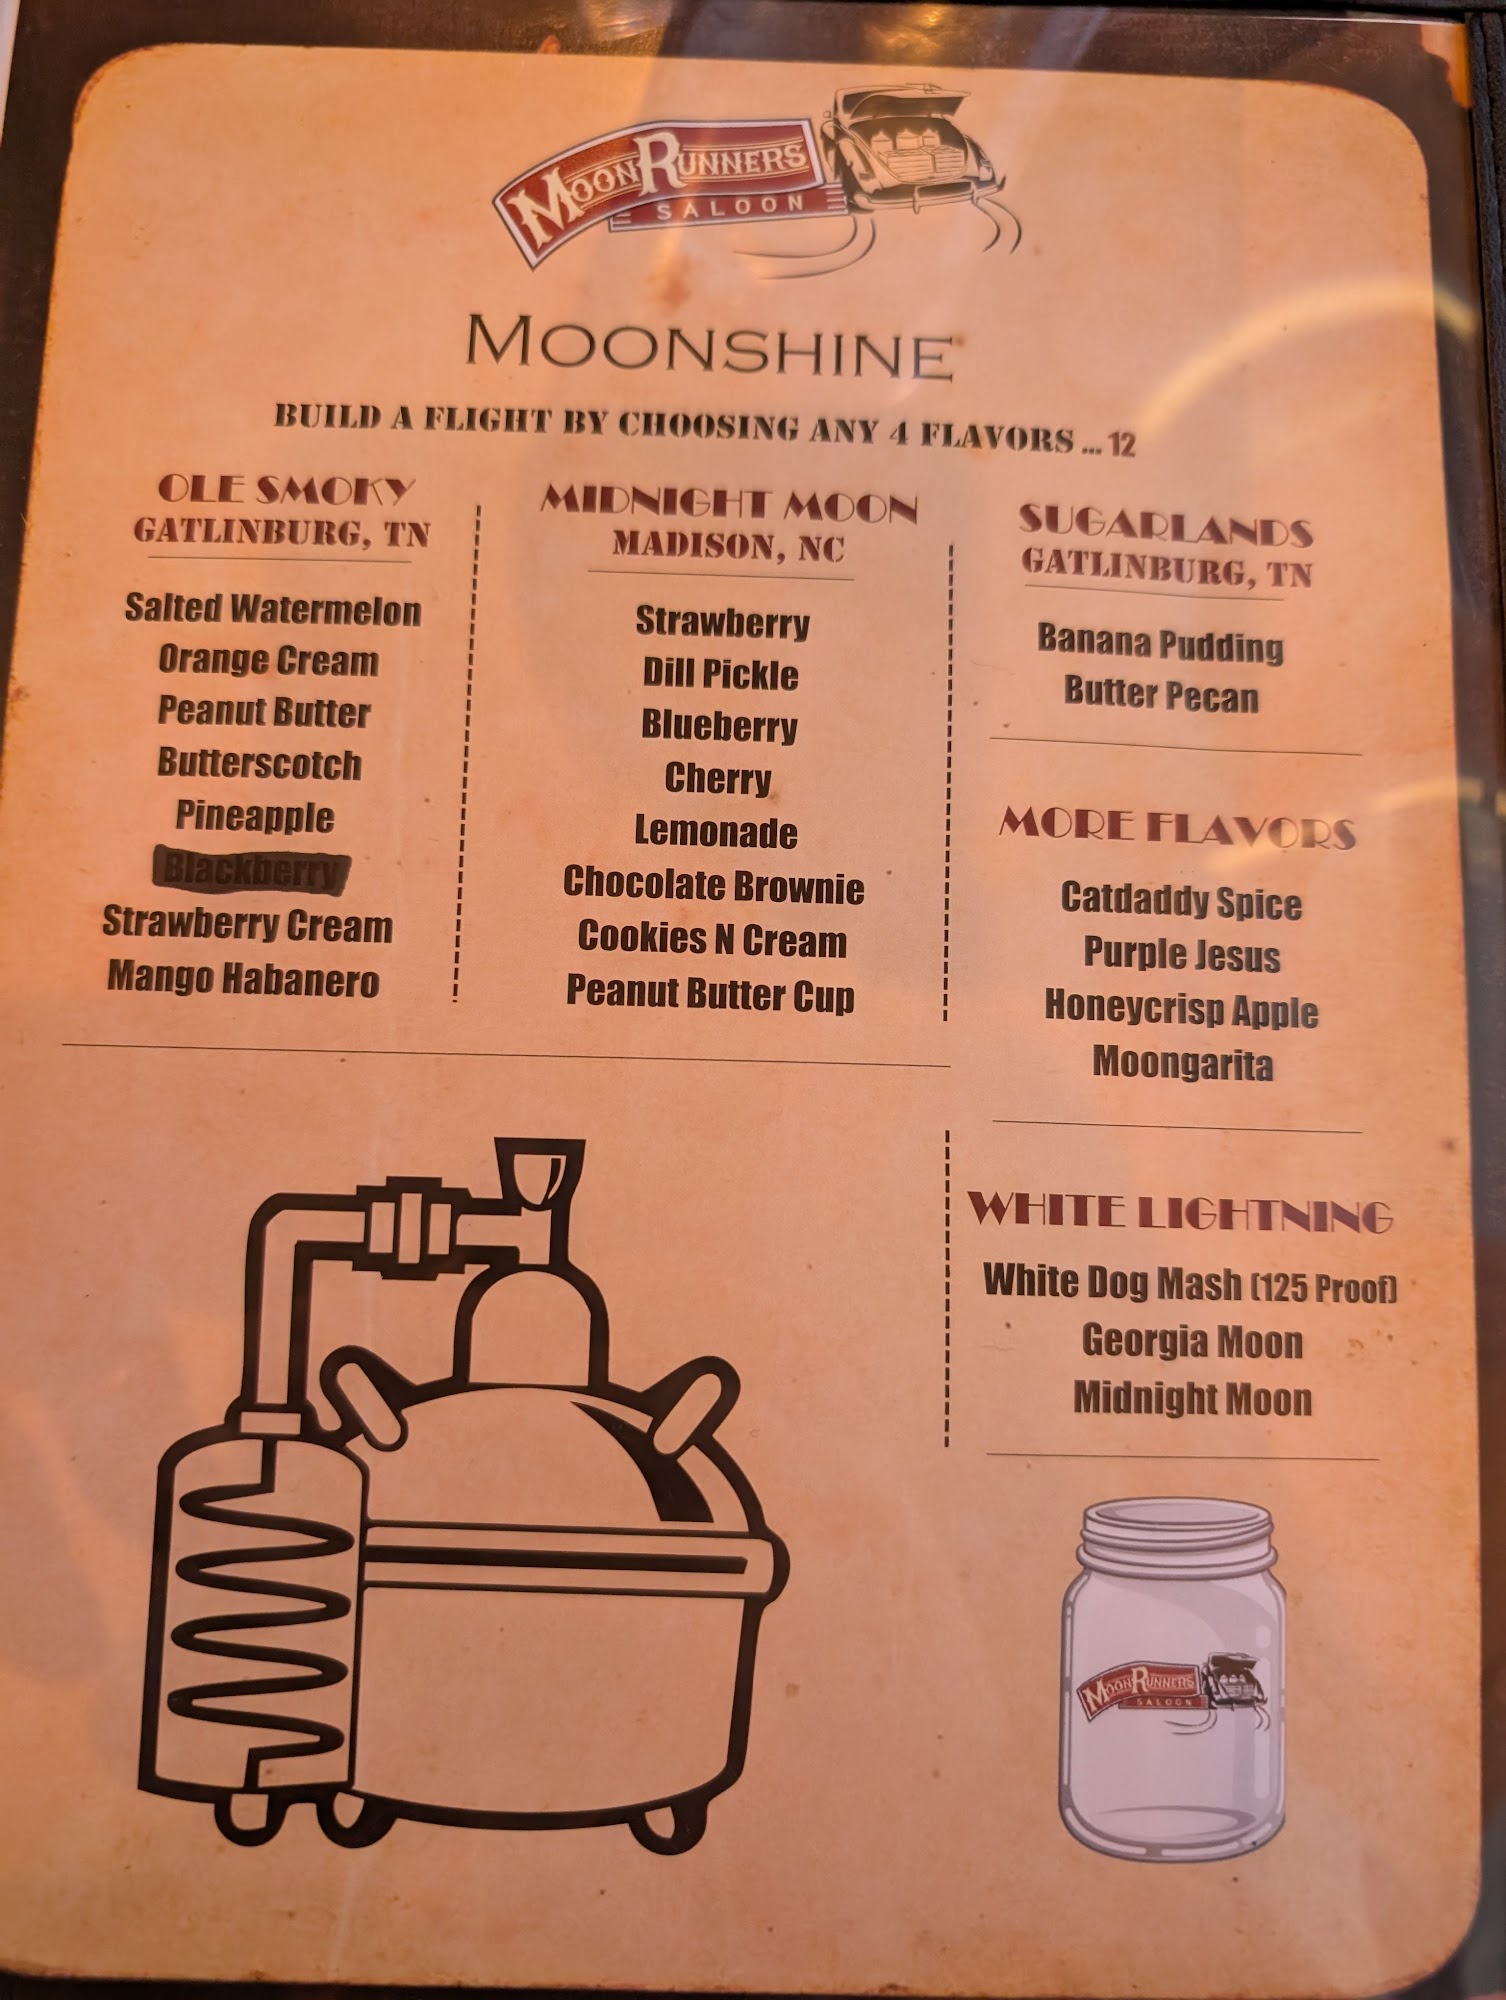 MOONRUNNERS
SALOON
MOONSHINE
BUILD A FLIGHT BY CHOOSING ANY 4 FLAVORS ... 12
OLE SMOKY
GATLINBURG, TN
Salted Watermelon
Orange Cream
Peanut Butter
Butterscotch
Pineapple
Blackberry
Strawberry Cream
Mango Habanero
MIDNIGHT MOON
MADISON, NC
Strawberry
Dill Pickle
Blueberry
Cherry
Lemonade
Chocolate Brownie
Cookies N Cream
Peanut Butter Cup
SUGARLANDS
GATLINBURG, TN
Banana Pudding
Butter Pecan
MORE FLAVORS
Catdaddy Spice
Purple Jesus
Honeycrisp Apple
Moongarita
WHITE LIGHTNING
White Dog Mash (125 Proof)
Georgia Moon
Midnight Moon
MOONRUNNERS
SALOON